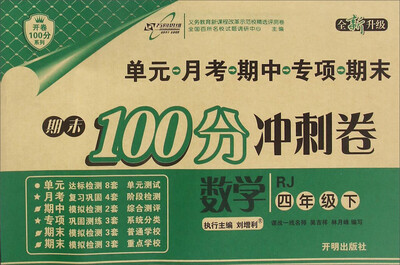 开卷
100分
系列
万向思维
义务教育新课程改革示范校精选评测卷
全国百所名校试题调研中心 主编
全新升级
单元→月考→期中→专项→期末
期末
100分冲刺卷
★单元 达标检测8套 单元测试
★月考 复习巩固4套 阶段检测
★期中 模拟检测2套 综合测评
★专项 巩固训练3套 系统分类
★期末 模拟检测3套 普通学校
★期末 模拟检测3套 重点学校
数学
RJ
四年级 下
执行主编 刘增利
开明出版社